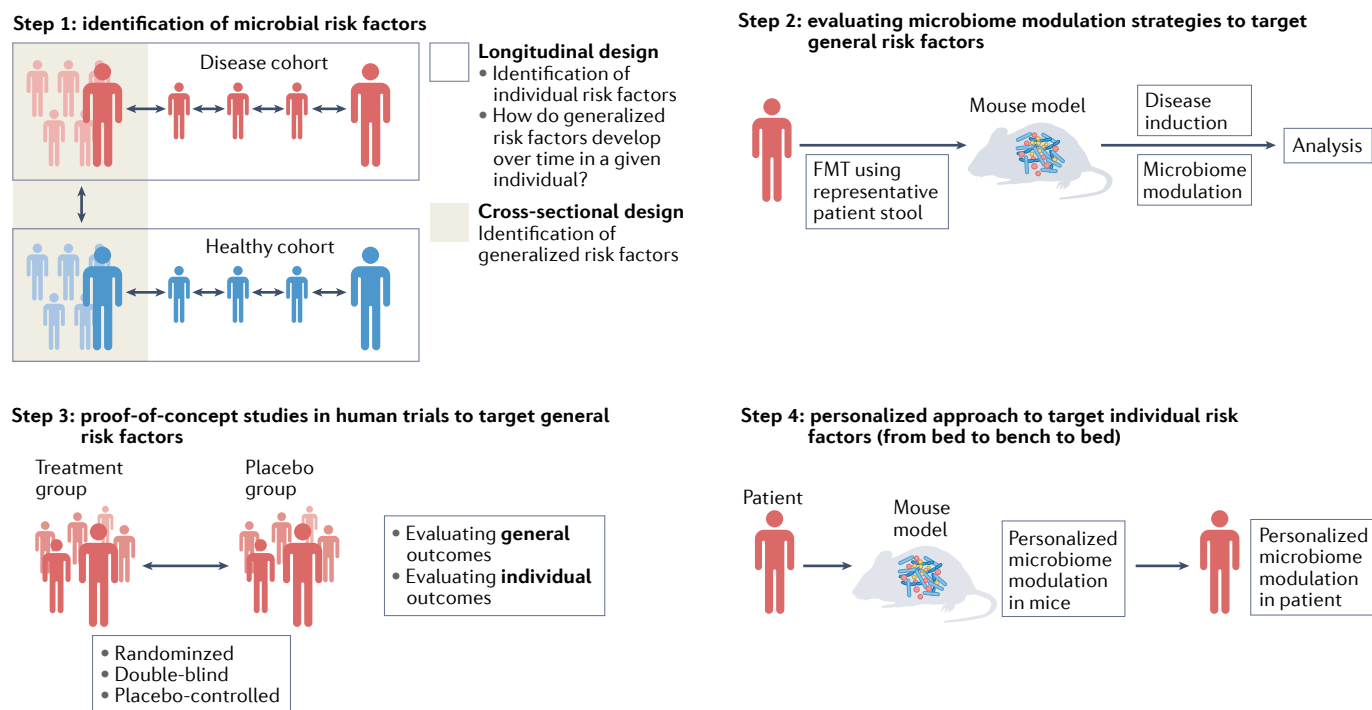 Step 1: identification of microbial risk factors
Disease cohort
Healthy cohort
Longitudinal design
• Identification of
individual risk factors
• How do generalized
risk factors develop
over time in a given
individual?
Cross-sectional design
Identification of
generalized risk factors
Step 2: evaluating microbiome modulation strategies to target
general risk factors
FMT using
representative
patient stool
Mouse model
Disease
induction
Microbiome
modulation
Analysis
Step 3: proof-of-concept studies in human trials to target general
risk factors
Treatment
group
Placebo
group
• Evaluating general
outcomes
• Evaluating individual
outcomes
• Randominzed
• Double-blind
• Placebo-controlled
Step 4: personalized approach to target individual risk
factors (from bed to bench to bed)
Patient
Mouse
model
Personalized
microbiome
modulation
in mice
Personalized
microbiome
modulation
in patient